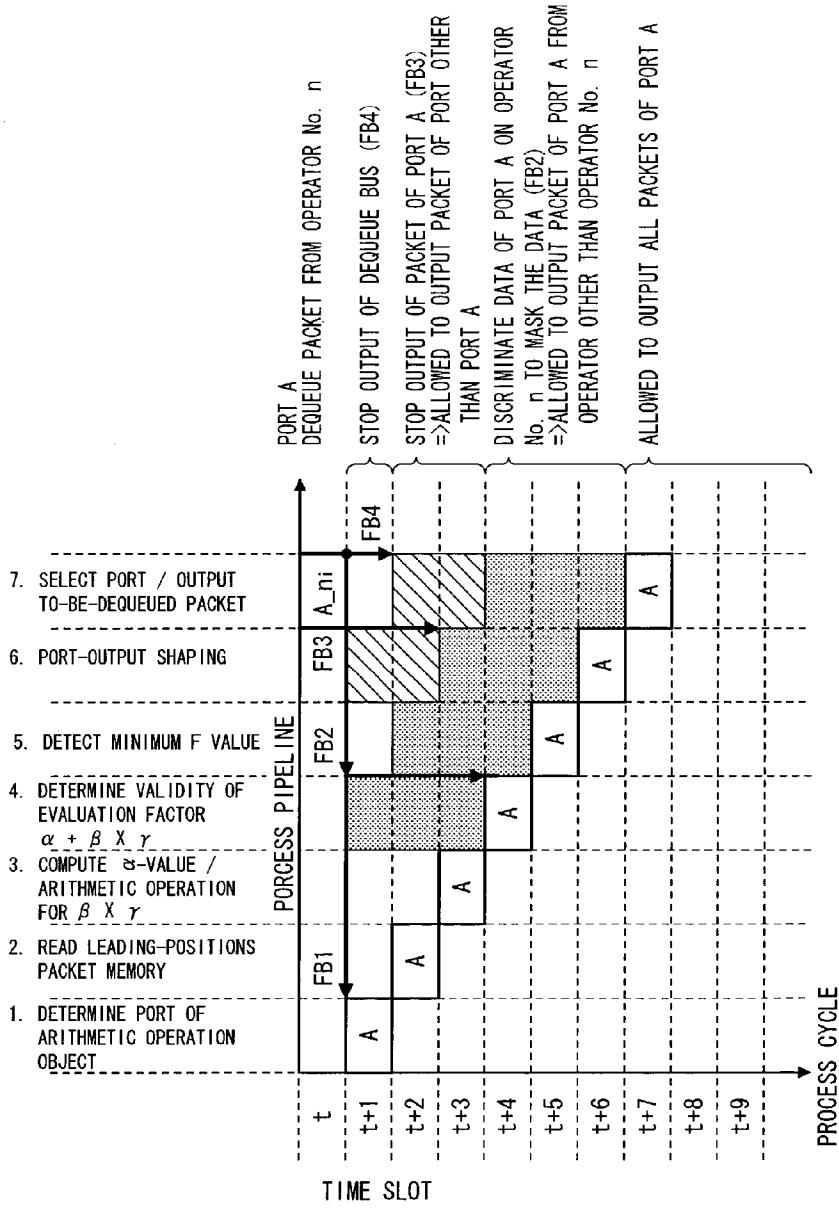 PORT A
DEQUEUE PACKET FROM OPERATOR No. n
STOP OUTPUT OF DEQUEUE BUS (FB4)
STOP OUTPUT OF PACKET OF PORT A (FB3)
=>ALLOWED TO OUTPUT PACKET OF PORT OTHER
THAN PORT A
DISCRIMINATE DATA OF PORT A ON OPERATOR
No. n TO MASK THE DATA (FB2)
=>ALLOWED TO OUTPUT PACKET OF PORT A FROM
OPERATOR OTHER THAN OPERATOR No. n
ALLOWED TO OUTPUT ALL PACKETS OF PORT A
7. SELECT PORT / OUTPUT
TO-BE-DEQUEUED PACKET
6. PORT-OUTPUT SHAPING
5. DETECT MINIMUM F VALUE
4. DETERMINE VALIDITY OF
EVALUATION FACTOR
α + β X γ
3. COMPUTE α-VALUE /
ARITHMETIC OPERATION
FOR β X γ
2. READ LEADING-POSITIONS
PACKET MEMORY
1. DETERMINE PORT OF
ARITHMETIC OPERATION
OBJECT
PORCESS PIPELINE
A_ni
FB4
FB3
FB2
FB1
A
A
A
A
A
A
A
t
t+1
t+2
t+3
t+4
t+5
t+6
t+7
t+8
t+9
PROCESS CYCLE
TIME SLOT